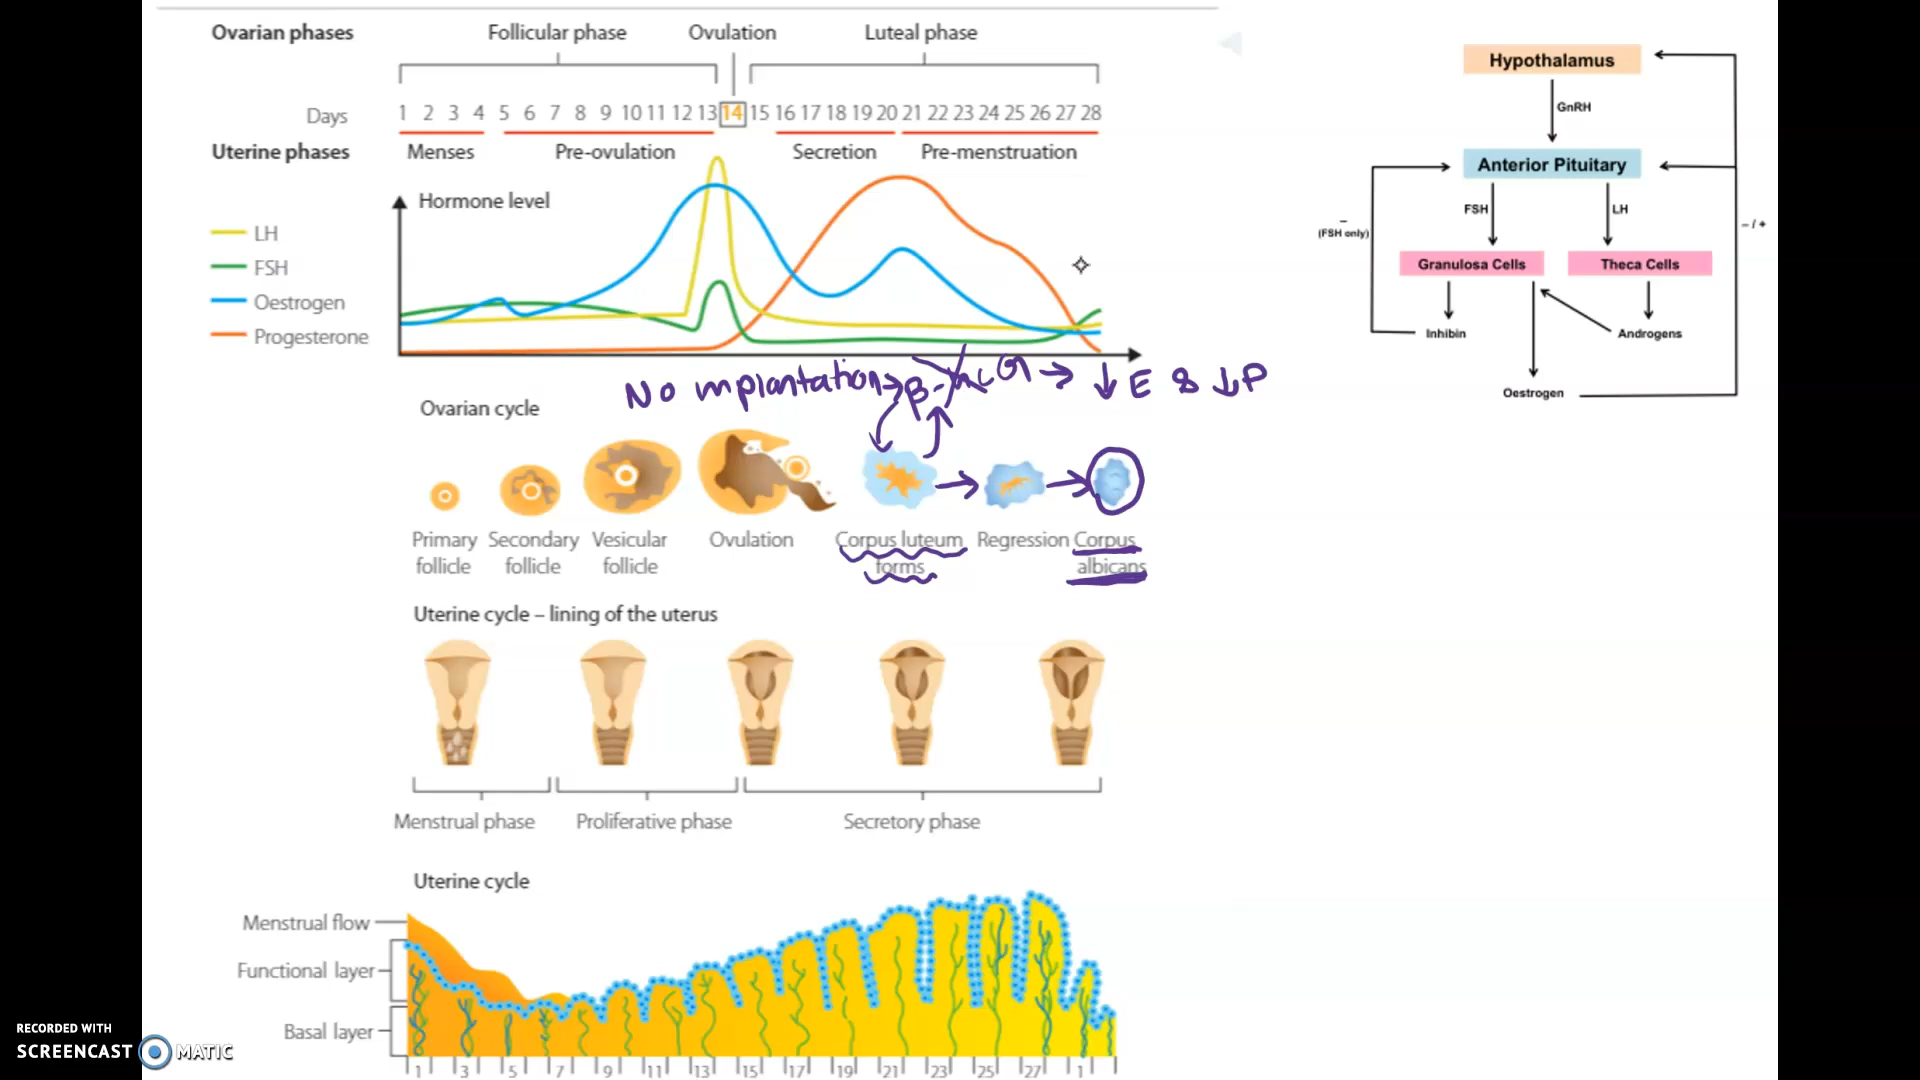 Ovarian phases Follicular phase Ovulation Luteal phase
Days 1 2 3 4 5 6 7 8 9 10 11 12 13 14 15 16 17 18 19 20 21 22 23 24 25 26 27 28
Uterine phases Menses Pre-ovulation Secretion Pre-menstruation
Hormone level
LH
FSH
Oestrogen
Progesterone
No implantation → β-hCG → ↓ E & ↓ P
Ovarian cycle
Primary follicle
Secondary follicle
Vesicular follicle
Ovulation
Corpus luteum forms
Regression
Corpus albicans
Uterine cycle – lining of the uterus
Menstrual phase Proliferative phase Secretory phase
Uterine cycle
Menstrual flow
Functional layer
Basal layer
1 3 5 7 9 11 13 15 17 19 21 23 25 27 1
Hypothalamus
GnRH
Anterior Pituitary
FSH LH
–
(FSH only)
– / +
Granulosa Cells Theca Cells
Inhibin Androgens
Oestrogen
RECORDED WITH
SCREENCAST MATIC